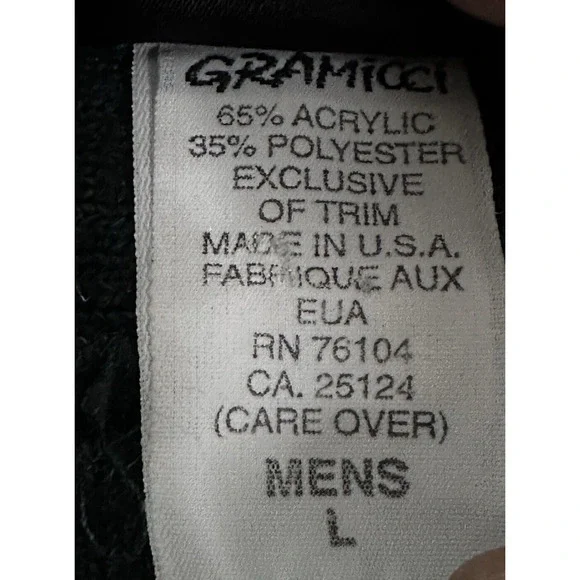 GRAMICCI
65% ACRYLIC
35% POLYESTER
EXCLUSIVE
OF TRIM
MADE IN U.S.A.
FABRIQUE AUX
EUA
RN 76104
CA. 25124
(CARE OVER)
MENS
L